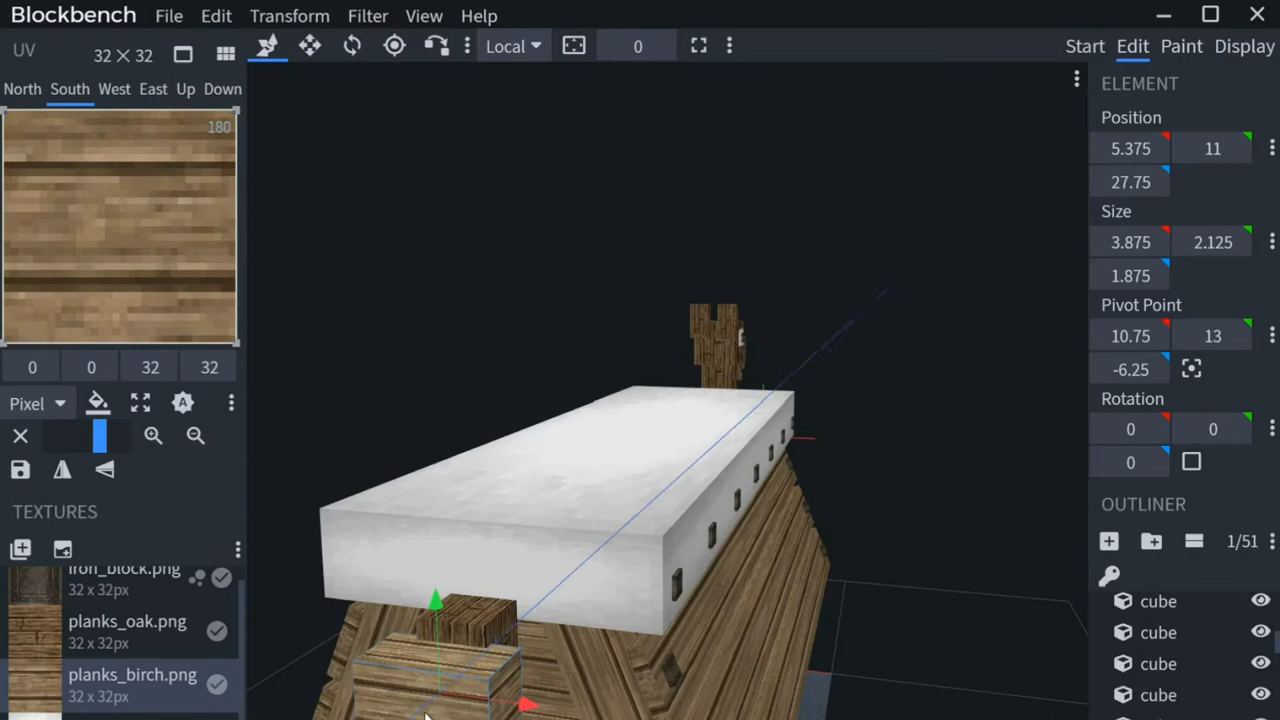 Blockbench File Edit Transform Filter View Help
UV 32×32 Local 0 Start Edit Paint Display
North South West East Up Down
180
0 0 32 32
Pixel
TEXTURES
iron_block.png
32 x 32px
planks_oak.png
32 x 32px
planks_birch.png
32 x 32px
ELEMENT
Position
5.375 11
27.75
Size
3.875 2.125
1.875
Pivot Point
10.75 13
-6.25
Rotation
0 0
0
OUTLINER
1/51
cube
cube
cube
cube